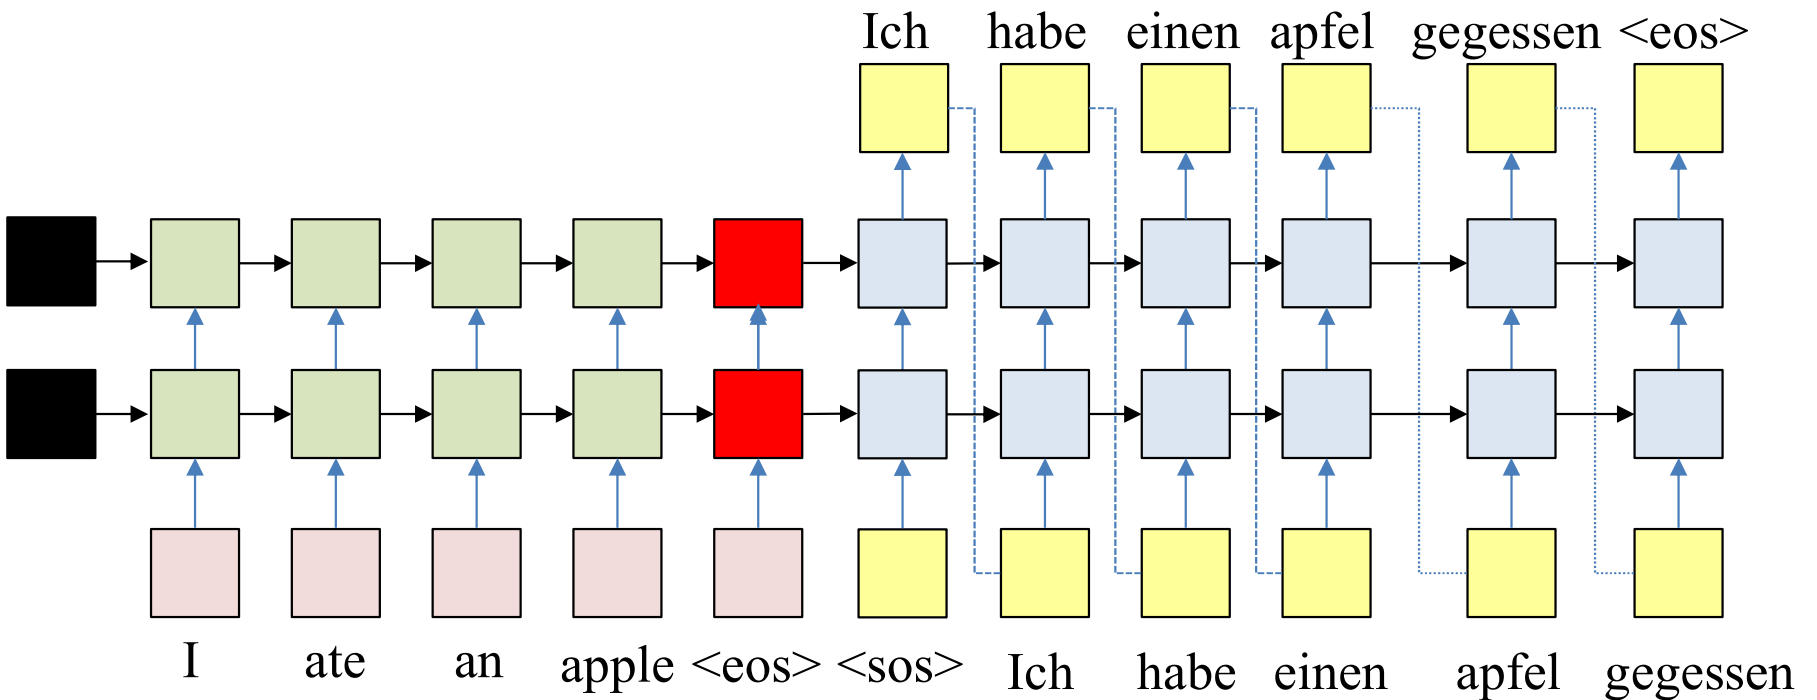 Ich habe einen apfel gegessen <eos>
I ate an apple <eos> <sos> Ich habe einen apfel gegessen